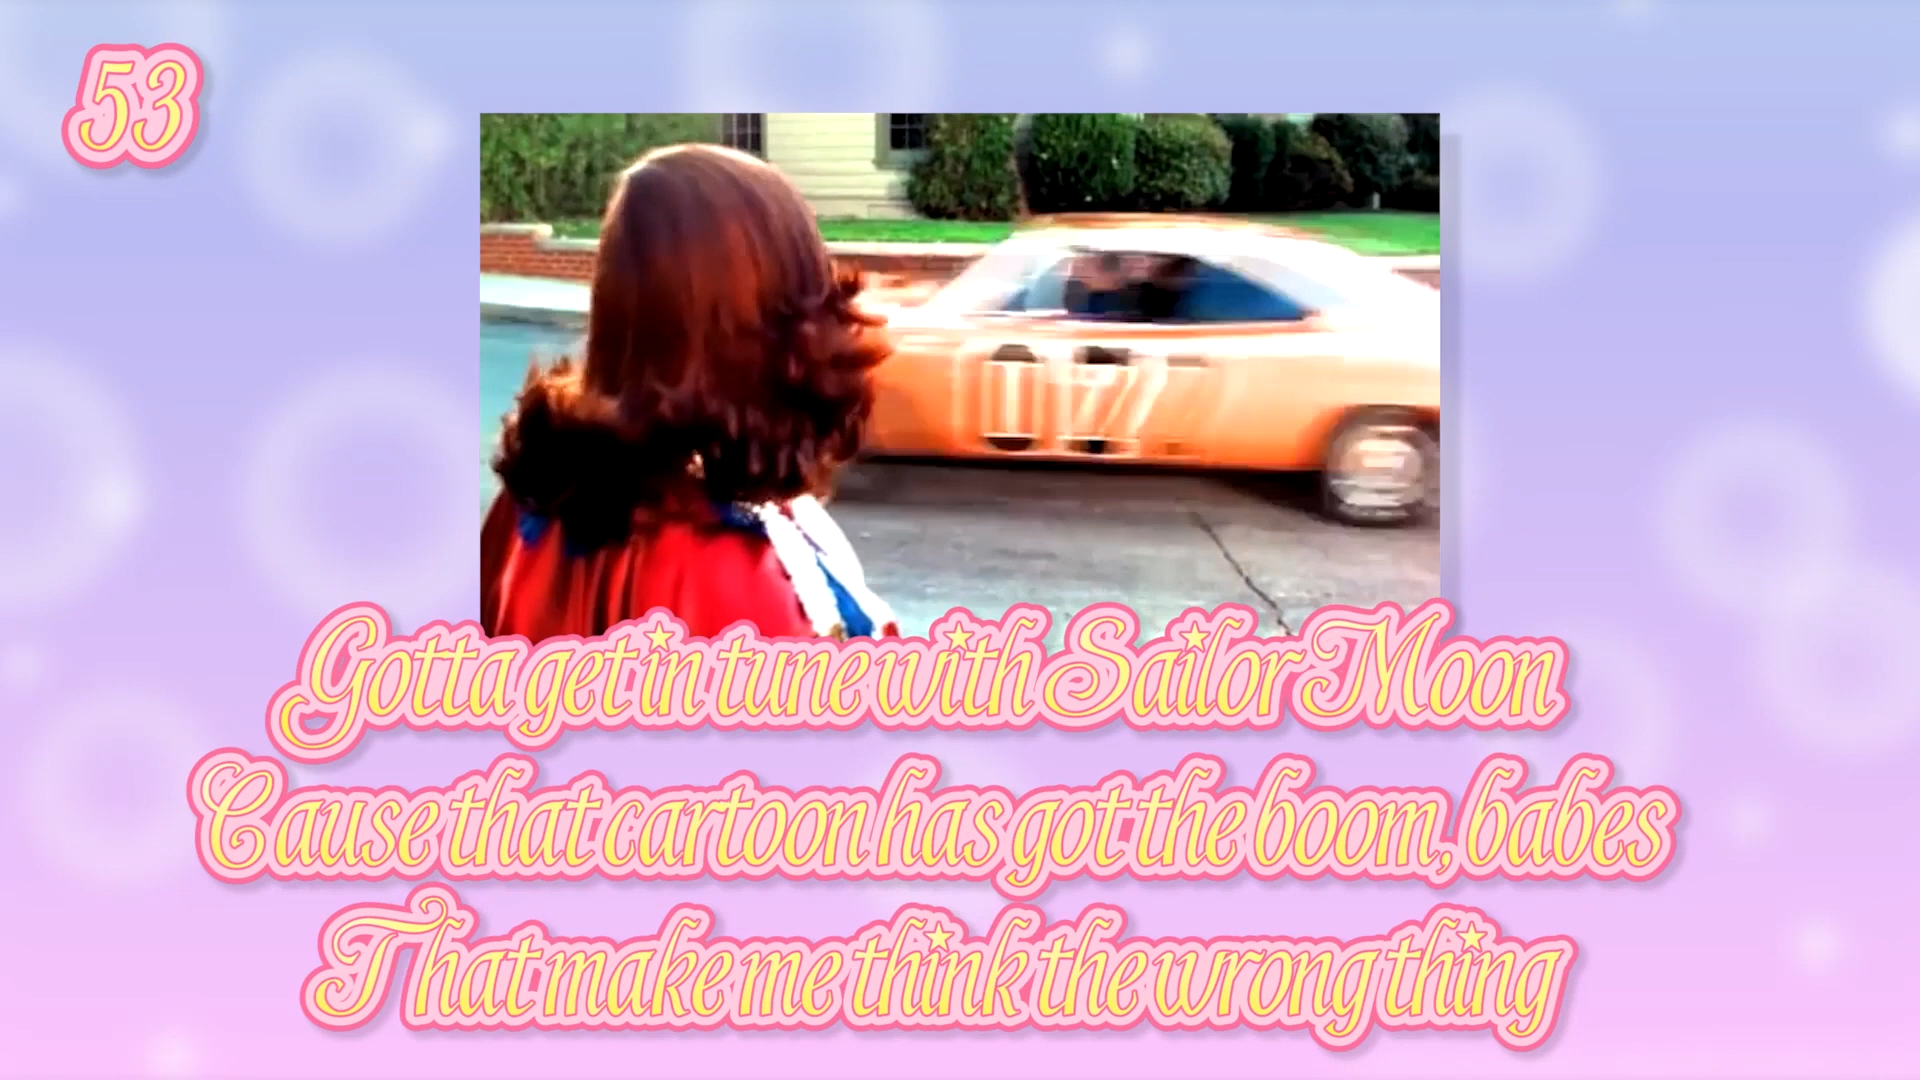 53
Gotta get in tune with Sailor Moon
Cause that cartoon has got the boom, babes
That make me think the wrong thing